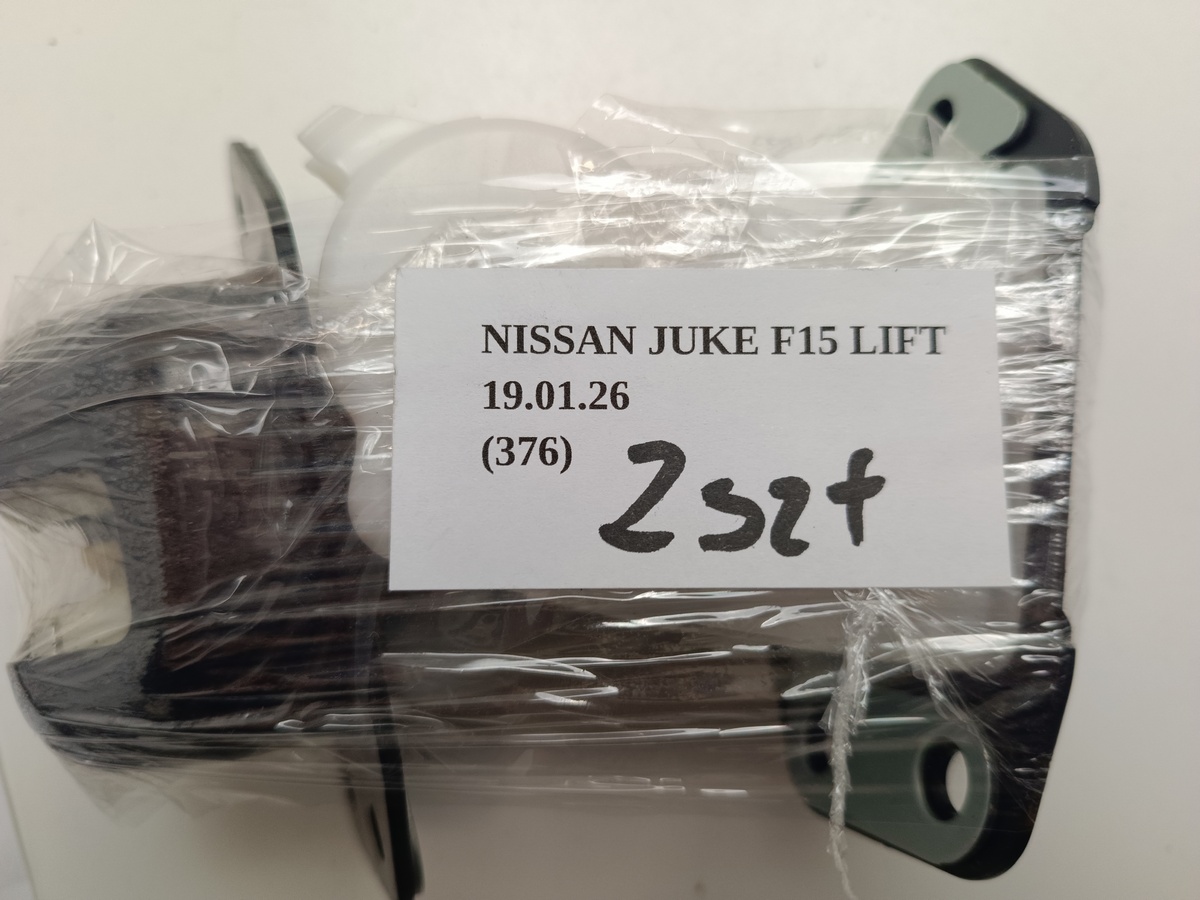 NISSAN JUKE F15 LIFT
19.01.26
(376)
2szt